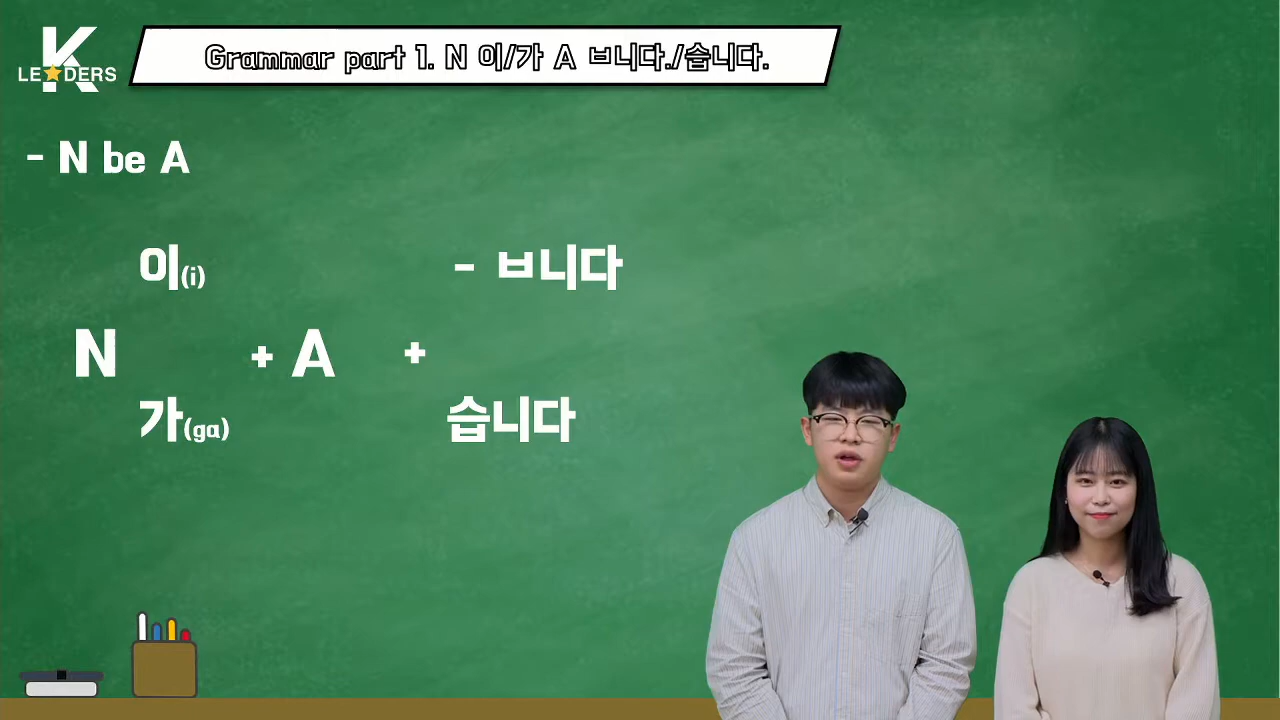 K
LEADERS
Grammar part 1. N 이/가 A ㅂ니다./습니다.
- N be A
이(i) - ㅂ니다
N + A +
가(ga) 습니다